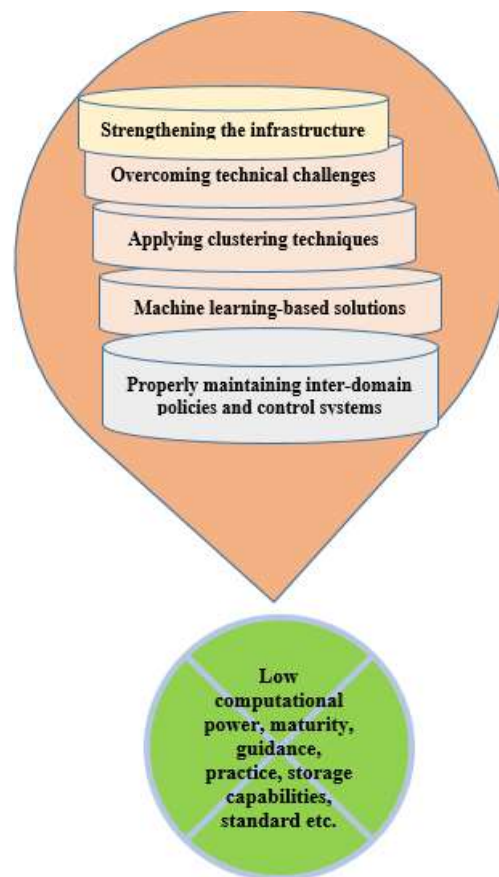 Strengthening the infrastructure
Overcoming technical challenges
Applying clustering techniques
Machine learning-based solutions
Properly maintaining inter-domain
policies and control systems
Low
computational
power, maturity,
guidance,
practice, storage
capabilities,
standard etc.